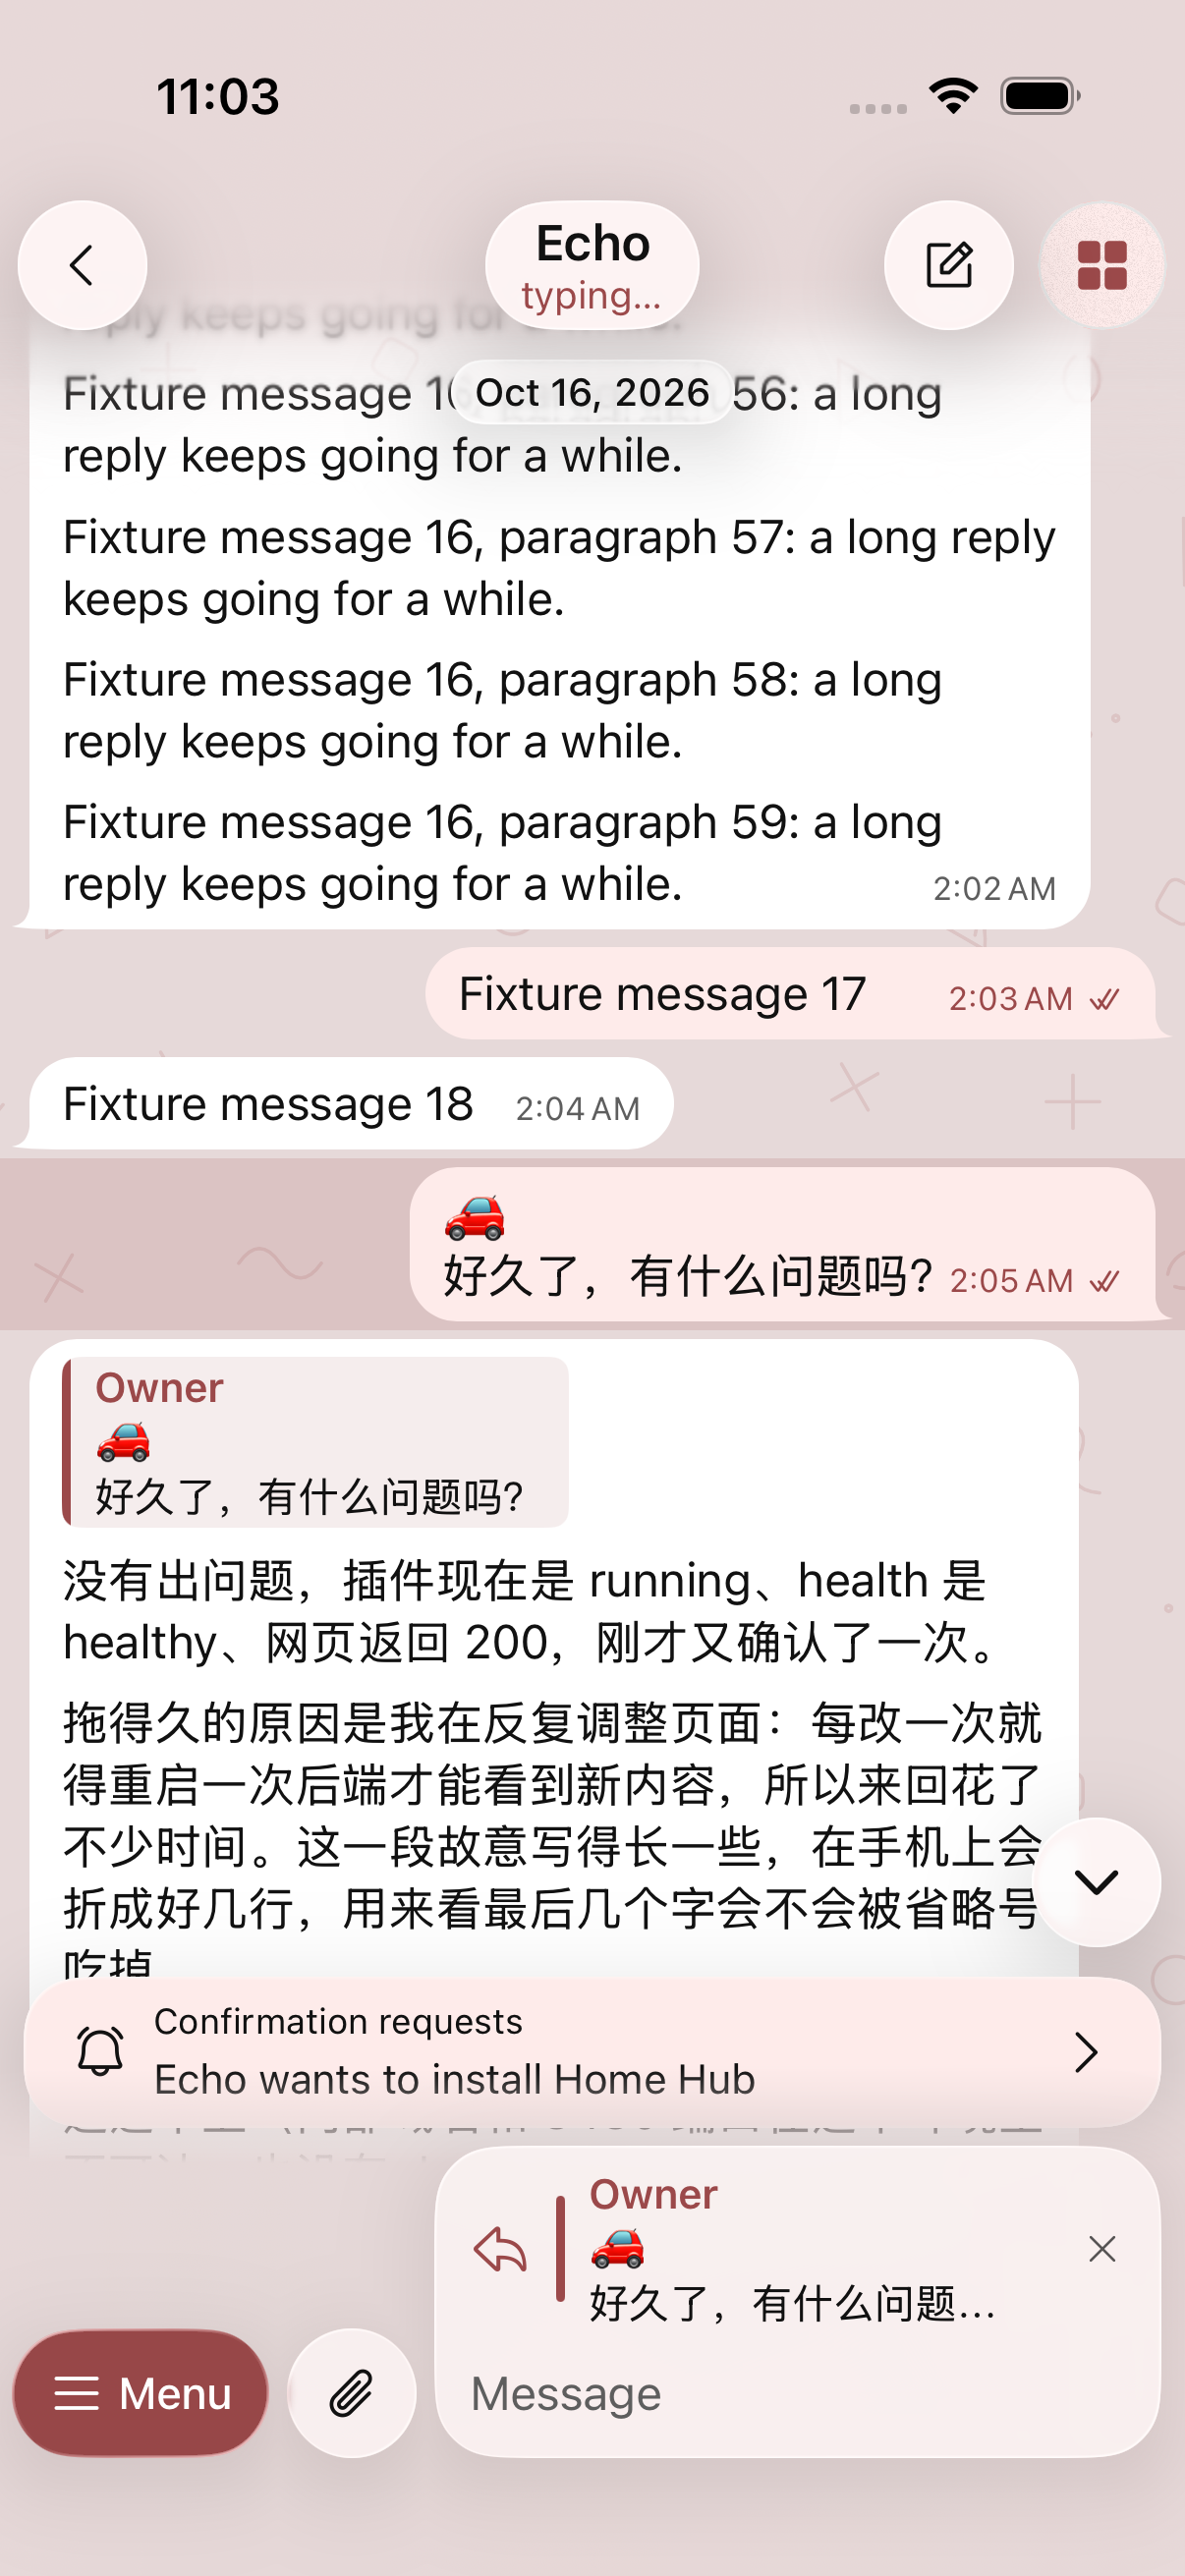 11:03
Echo
typing...
ply keeps going for
Oct 16, 2026
Fixture message 16 56: a long
reply keeps going for a while.
Fixture message 16, paragraph 57: a long reply
keeps going for a while.
Fixture message 16, paragraph 58: a long
reply keeps going for a while.
Fixture message 16, paragraph 59: a long
reply keeps going for a while.
2:02 AM
Fixture message 17
2:03 AM
Fixture message 18
2:04 AM
🚗
好久了，有什么问题吗?
2:05 AM
Owner
🚗
好久了，有什么问题吗?
没有出问题，插件现在是 running、health 是
healthy、网页返回 200，刚才又确认了一次。
拖得久的原因是我在反复调整页面：每改一次就
得重启一次后端才能看到新内容，所以来回花了
不少时间。这一段故意写得长一些，在手机上会
折成好几行，用来看最后几个字会不会被省略号
吃掉
Confirmation requests
Echo wants to install Home Hub
Owner
🚗
好久了，有什么问题...
Menu
Message